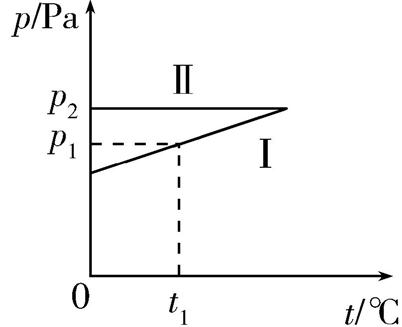 p/Pa
Ⅱ
p₂
p₁
Ⅰ
0
t₁
t/℃